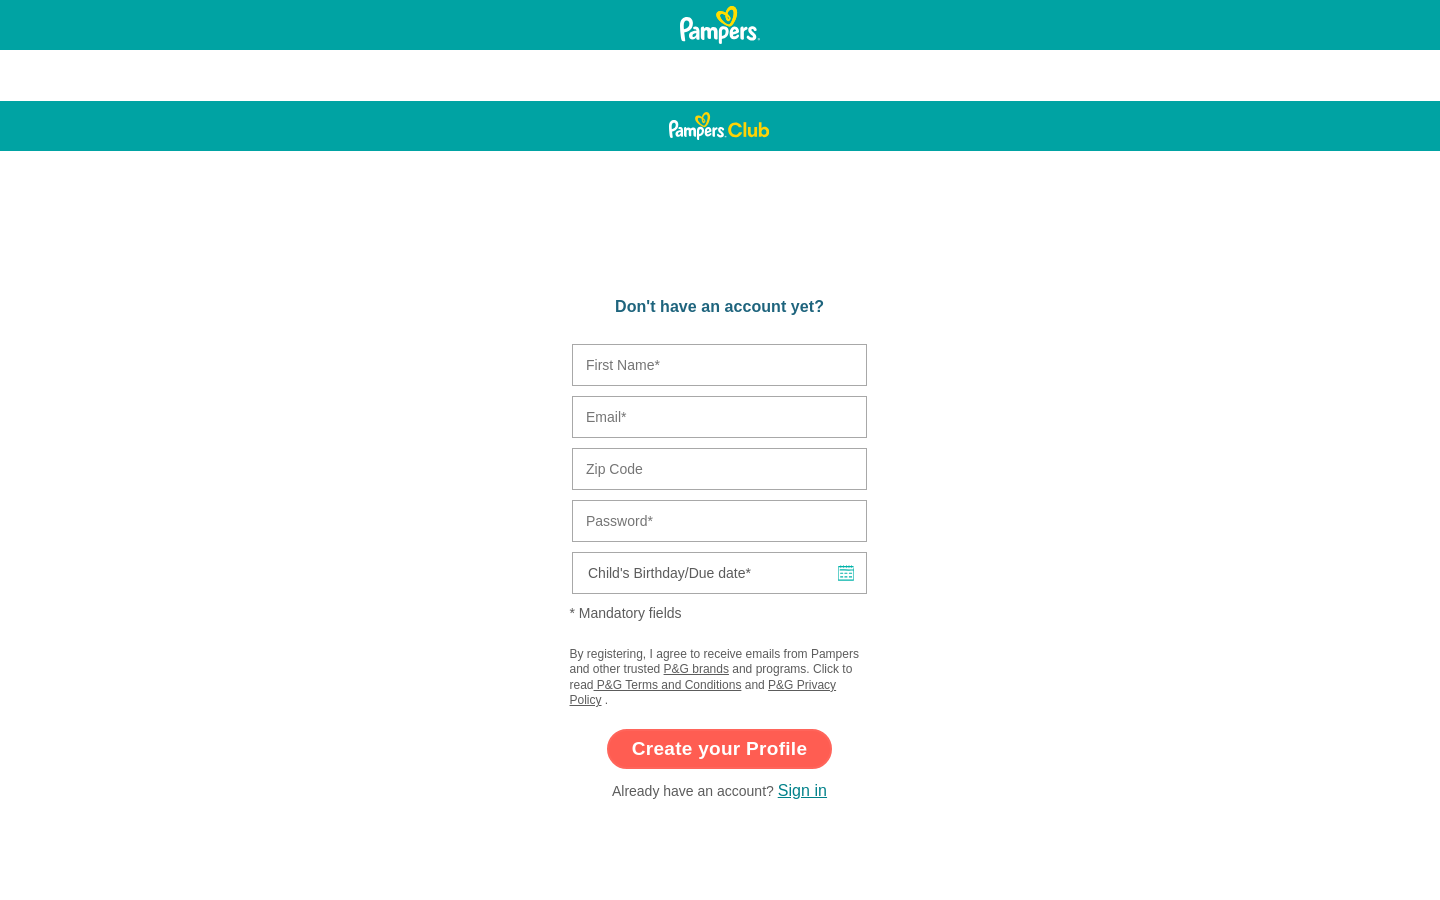 Pampers
Pampers Club
Don't have an account yet?
First Name*
Email*
Zip Code
Password*
Child's Birthday/Due date*
* Mandatory fields
By registering, I agree to receive emails from Pampers
and other trusted P&G brands and programs. Click to
read P&G Terms and Conditions and P&G Privacy
Policy .
Create your Profile
Already have an account? Sign in